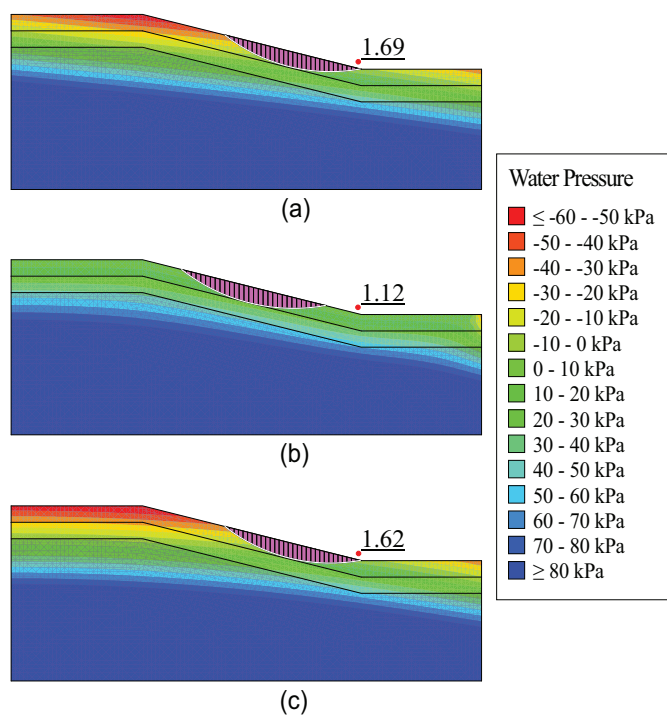 1.69
(a)
1.12
(b)
1.62
(c)
Water Pressure
≤ -60 - -50 kPa
-50 - -40 kPa
-40 - -30 kPa
-30 - -20 kPa
-20 - -10 kPa
-10 - 0 kPa
0 - 10 kPa
10 - 20 kPa
20 - 30 kPa
30 - 40 kPa
40 - 50 kPa
50 - 60 kPa
60 - 70 kPa
70 - 80 kPa
≥ 80 kPa